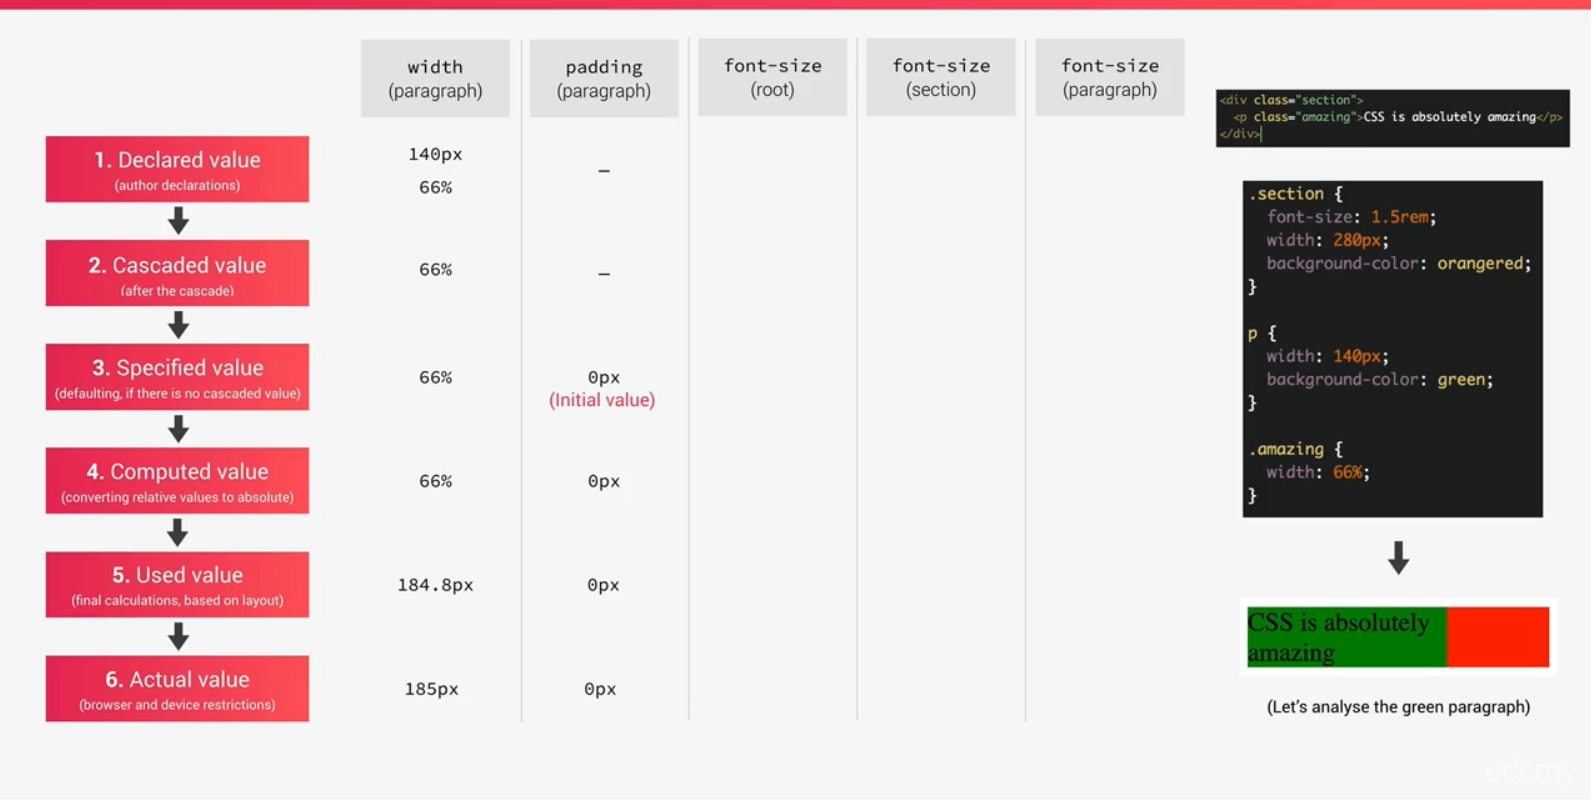 width
(paragraph)
padding
(paragraph)
font-size
(root)
font-size
(section)
font-size
(paragraph)
1. Declared value
(author declarations)
140px
66%
–
2. Cascaded value
(after the cascade)
66%
–
3. Specified value
(defaulting, if there is no cascaded value)
66%
0px
(Initial value)
4. Computed value
(converting relative values to absolute)
66%
0px
5. Used value
(final calculations, based on layout)
184.8px
0px
6. Actual value
(browser and device restrictions)
185px
0px
<div class="section">
<p class="amazing">CSS is absolutely amazing</p>
</div>
.section {
font-size: 1.5rem;
width: 280px;
background-color: orangered;
}
p {
width: 140px;
background-color: green;
}
.amazing {
width: 66%;
}
CSS is absolutely
amazing
(Let's analyse the green paragraph)
udemy